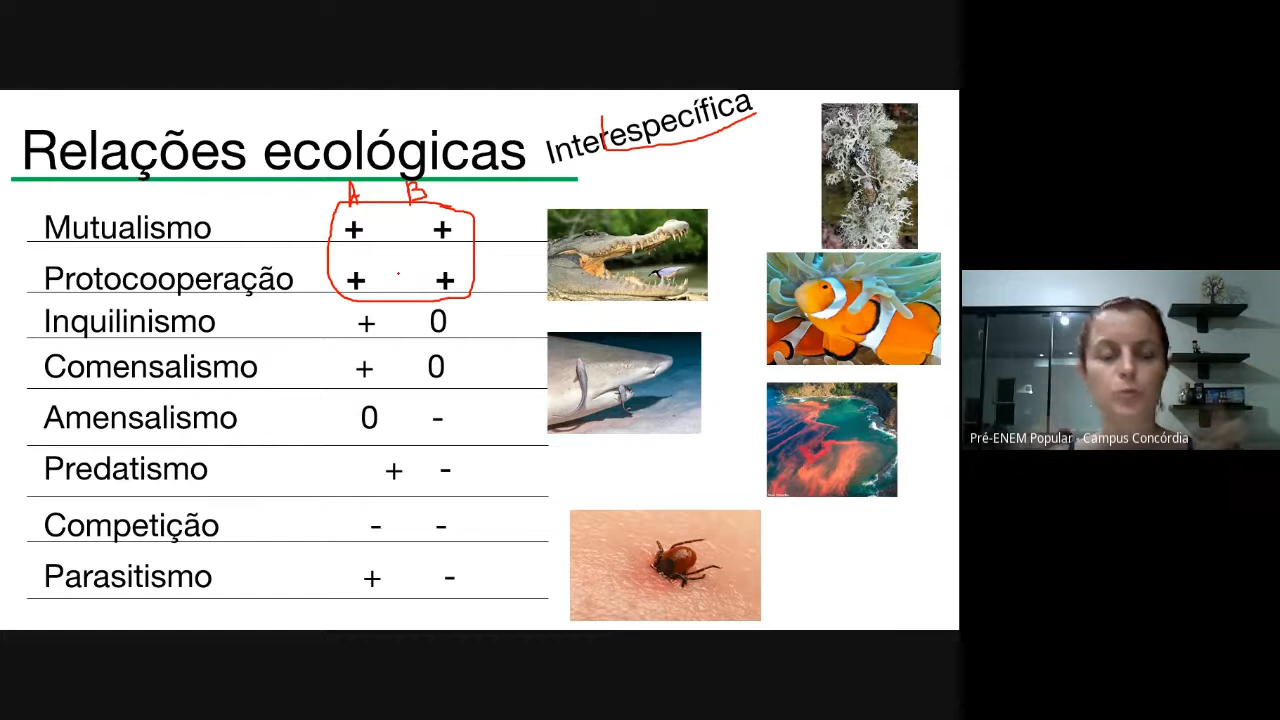 Relações ecológicas
Interespecífica
A B
Mutualismo + +
Protocooperação + +
Inquilinismo + 0
Comensalismo + 0
Amensalismo 0 -
Predatismo + -
Competição - -
Parasitismo + -
Pré-ENEM Popular - Campus Concórdia